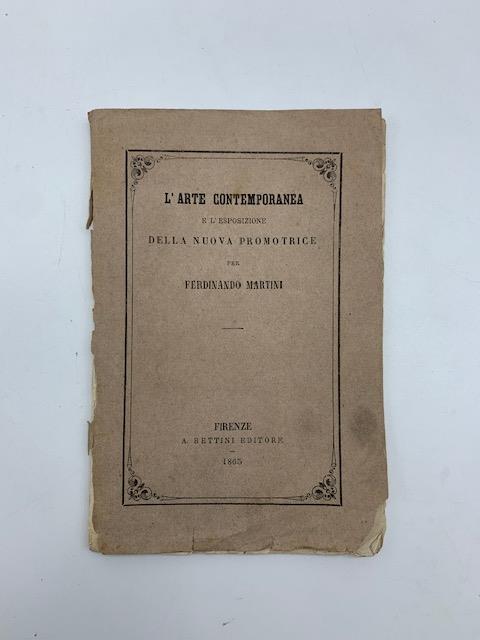 L' ARTE CONTEMPORANEA
E L' ESPOSIZIONE
DELLA NUOVA PROMOTRICE
PER
FERDINANDO MARTINI
FIRENZE
A. BETTINI EDITORE
1865